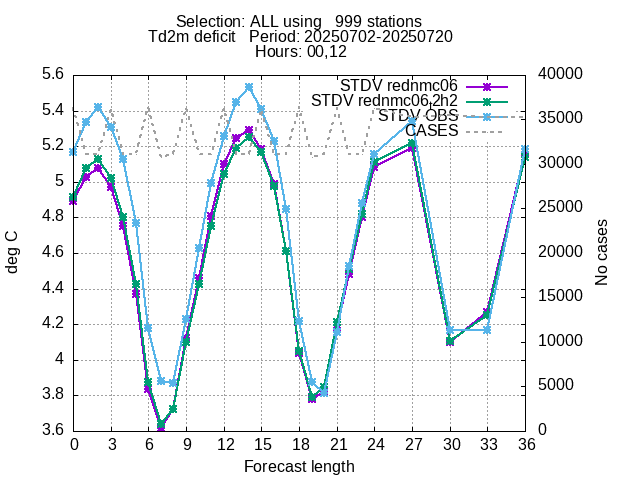 Selection: ALL using   999 stations
Td2m deficit   Period: 20250702-20250720
Hours: 00,12
STDV rednmc06
STDV rednmc06,2h2
STDV OBS
CASES
5.6
5.4
5.2
5
4.8
4.6
4.4
4.2
4
3.8
3.6
40000
35000
30000
25000
20000
15000
10000
5000
0
deg C
No cases
0 3 6 9 12 15 18 21 24 27 30 33 36
Forecast length